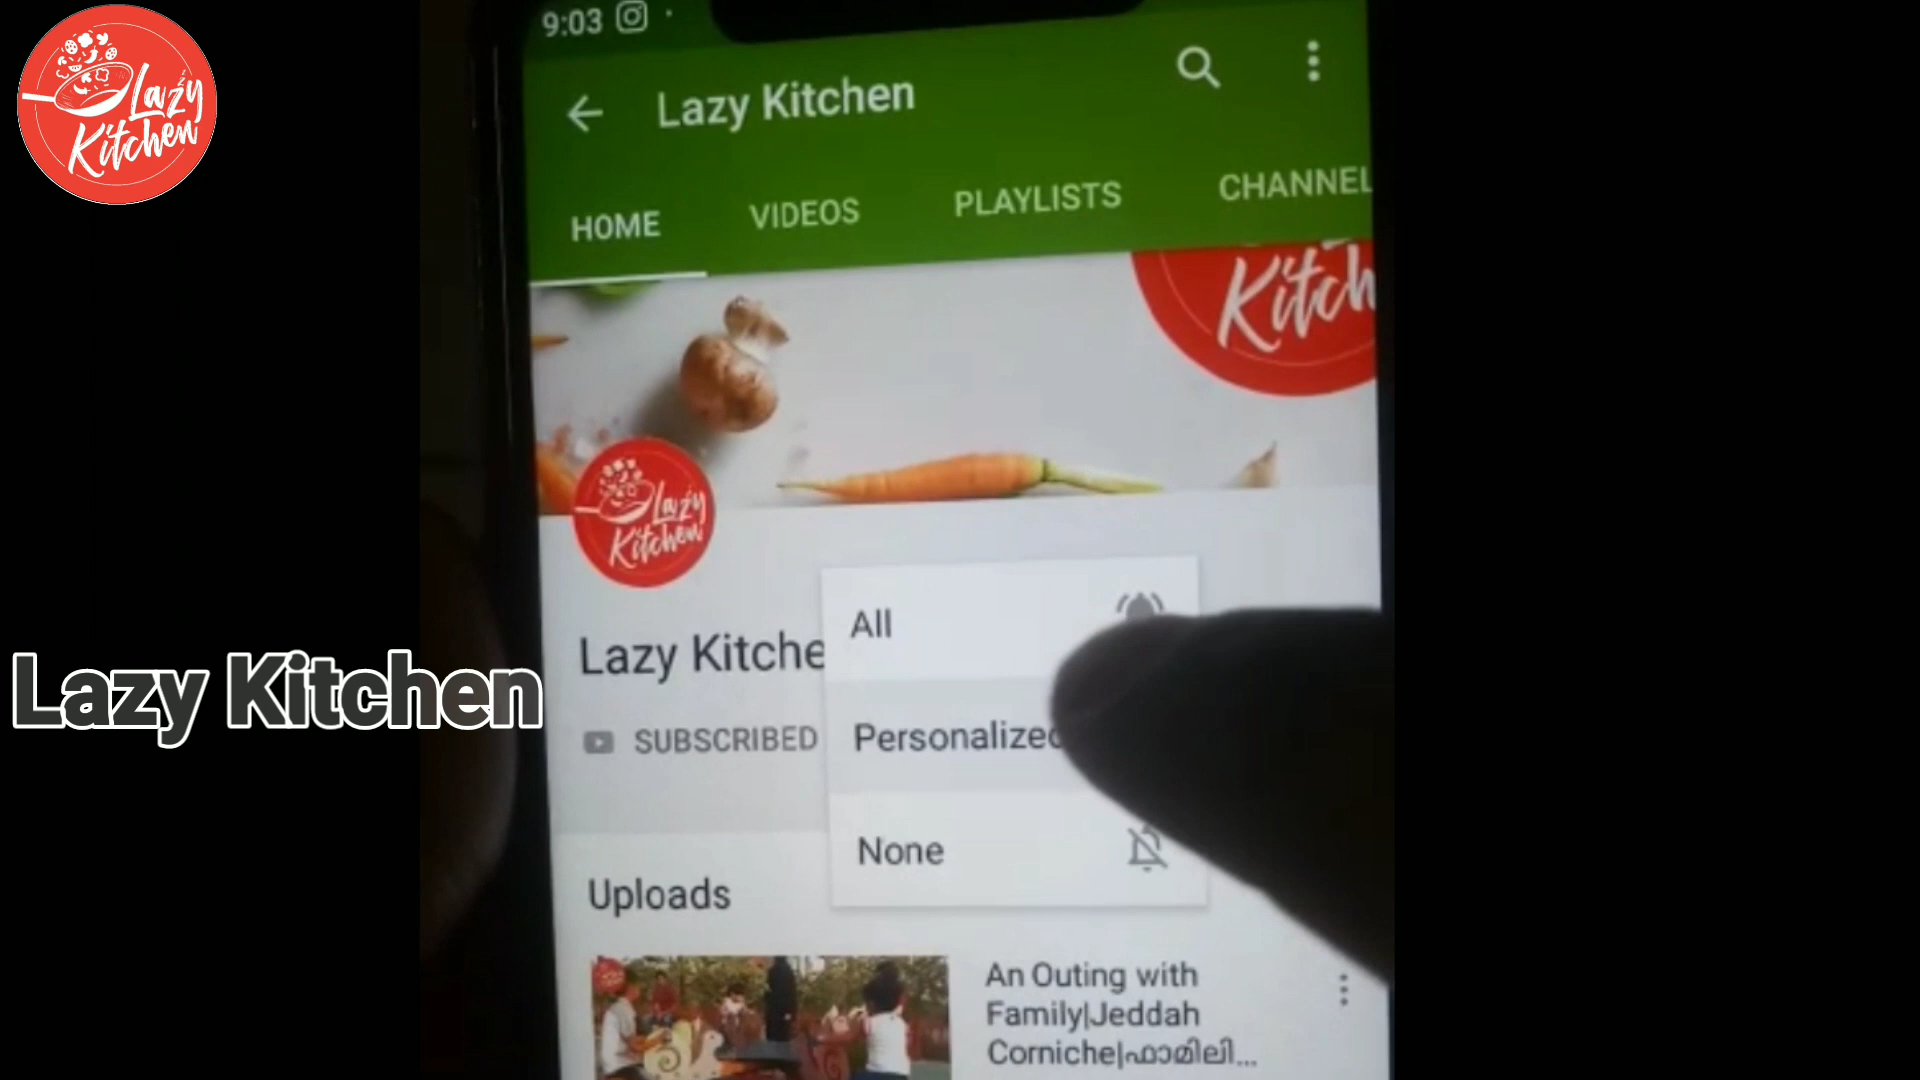 Lazy
Kitchen
9:03
Lazy Kitchen
HOME VIDEOS PLAYLISTS CHANNEL
Kitch
Lazy
Kitchen
Lazy Kitche
SUBSCRIBED
All
Personalized
None
Lazy Kitchen
Uploads
An Outing with
Family|Jeddah
Corniche|ഫാമിലി...